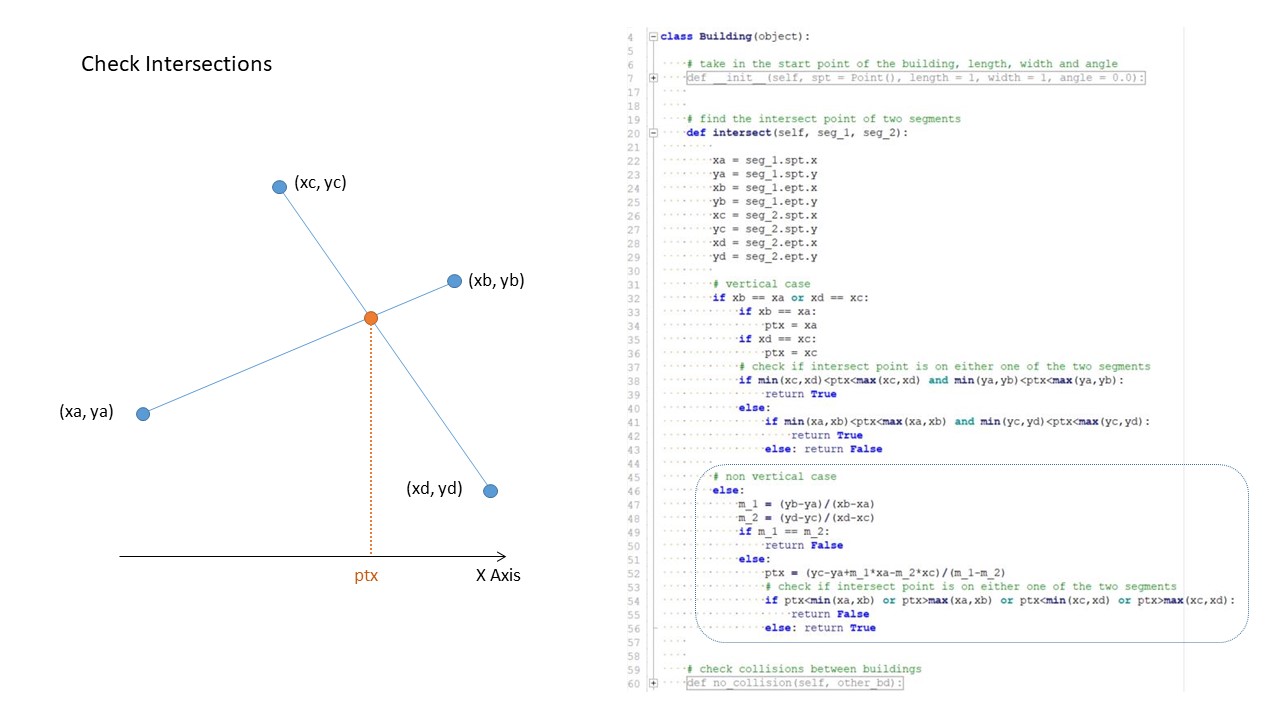 Check Intersections
(xc, yc)
(xb, yb)
(xa, ya)
(xd, yd)
ptx
X Axis
4 class Building(object):
5
6 # take in the start point of the building, length, width and angle
7 def __init__(self, spt = Point(), length = 1, width = 1, angle = 0.0):
17
18
19 # find the intersect point of two segments
20 def intersect(self, seg_1, seg_2):
21
22 xa = seg_1.spt.x
23 ya = seg_1.spt.y
24 xb = seg_1.ept.x
25 yb = seg_1.ept.y
26 xc = seg_2.spt.x
27 yc = seg_2.spt.y
28 xd = seg_2.ept.x
29 yd = seg_2.ept.y
30
31 # vertical case
32 if xb == xa or xd == xc:
33 if xb == xa:
34 ptx = xa
35 if xd == xc:
36 ptx = xc
37 # check if intersect point is on either one of the two segments
38 if min(xc,xd)<ptx<max(xc,xd) and min(ya,yb)<ptx<max(ya,yb):
39 return True
40 else:
41 if min(xa,xb)<ptx<max(xa,xb) and min(yc,yd)<ptx<max(yc,yd):
42 return True
43 else: return False
44
45 # non vertical case
46 else:
47 m_1 = (yb-ya)/(xb-xa)
48 m_2 = (yd-yc)/(xd-xc)
49 if m_1 == m_2:
50 return False
51 else:
52 ptx = (yc-ya+m_1*xa-m_2*xc)/(m_1-m_2)
53 # check if intersect point is on either one of the two segments
54 if ptx<min(xa,xb) or ptx>max(xa,xb) or ptx<min(xc,xd) or ptx>max(xc,xd):
55 return False
56 else: return True
57
58
59 # check collisions between buildings
60 def no_collision(self, other_bd):